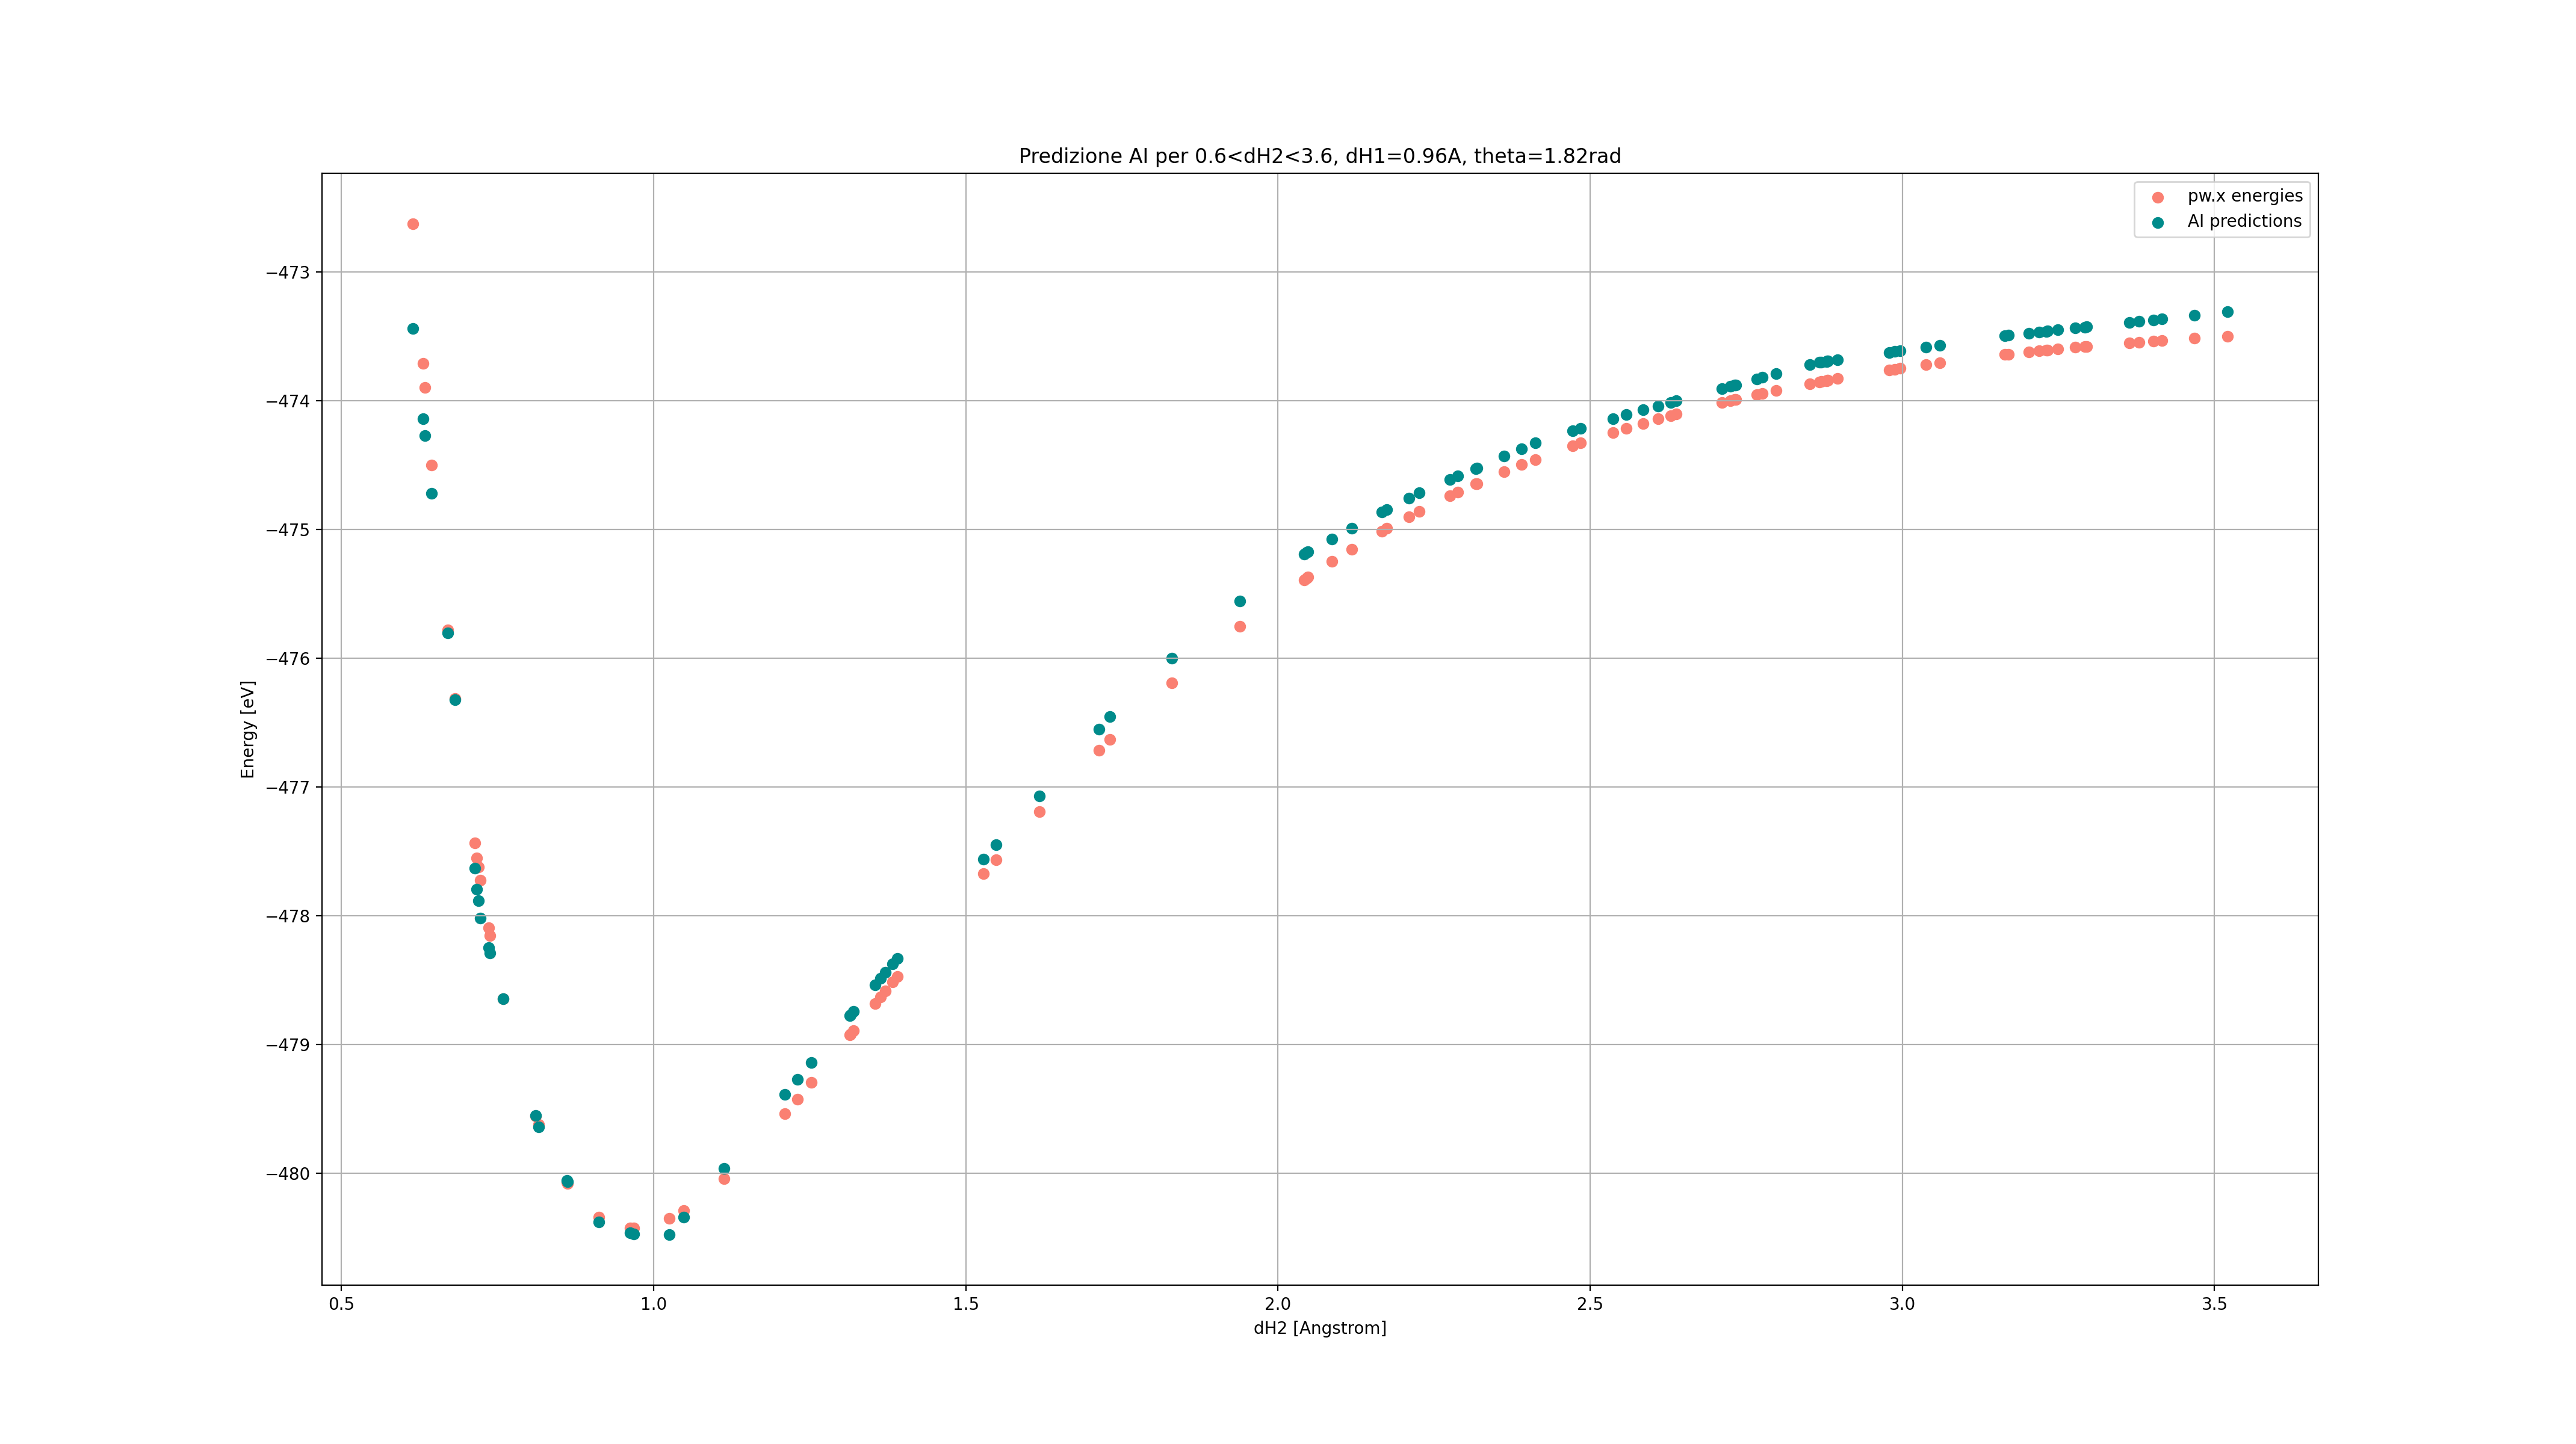 Predizione AI per 0.6<dH2<3.6, dH1=0.96A, theta=1.82rad
pw.x energies
AI predictions
−473
−474
−475
−476
−477
−478
−479
−480
Energy [eV]
0.5 1.0 1.5 2.0 2.5 3.0 3.5
dH2 [Angstrom]